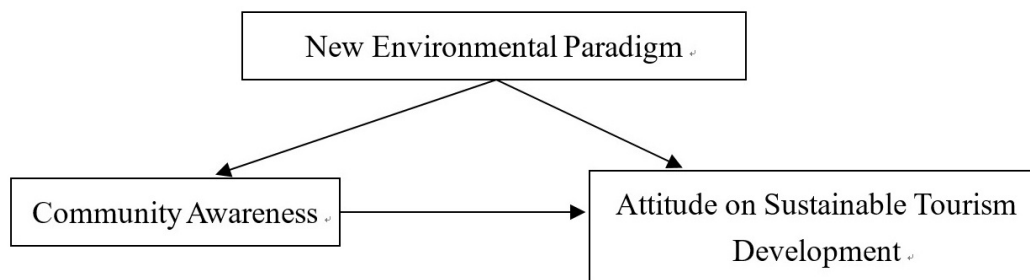 New Environmental Paradigm
Community Awareness
Attitude on Sustainable Tourism
Development